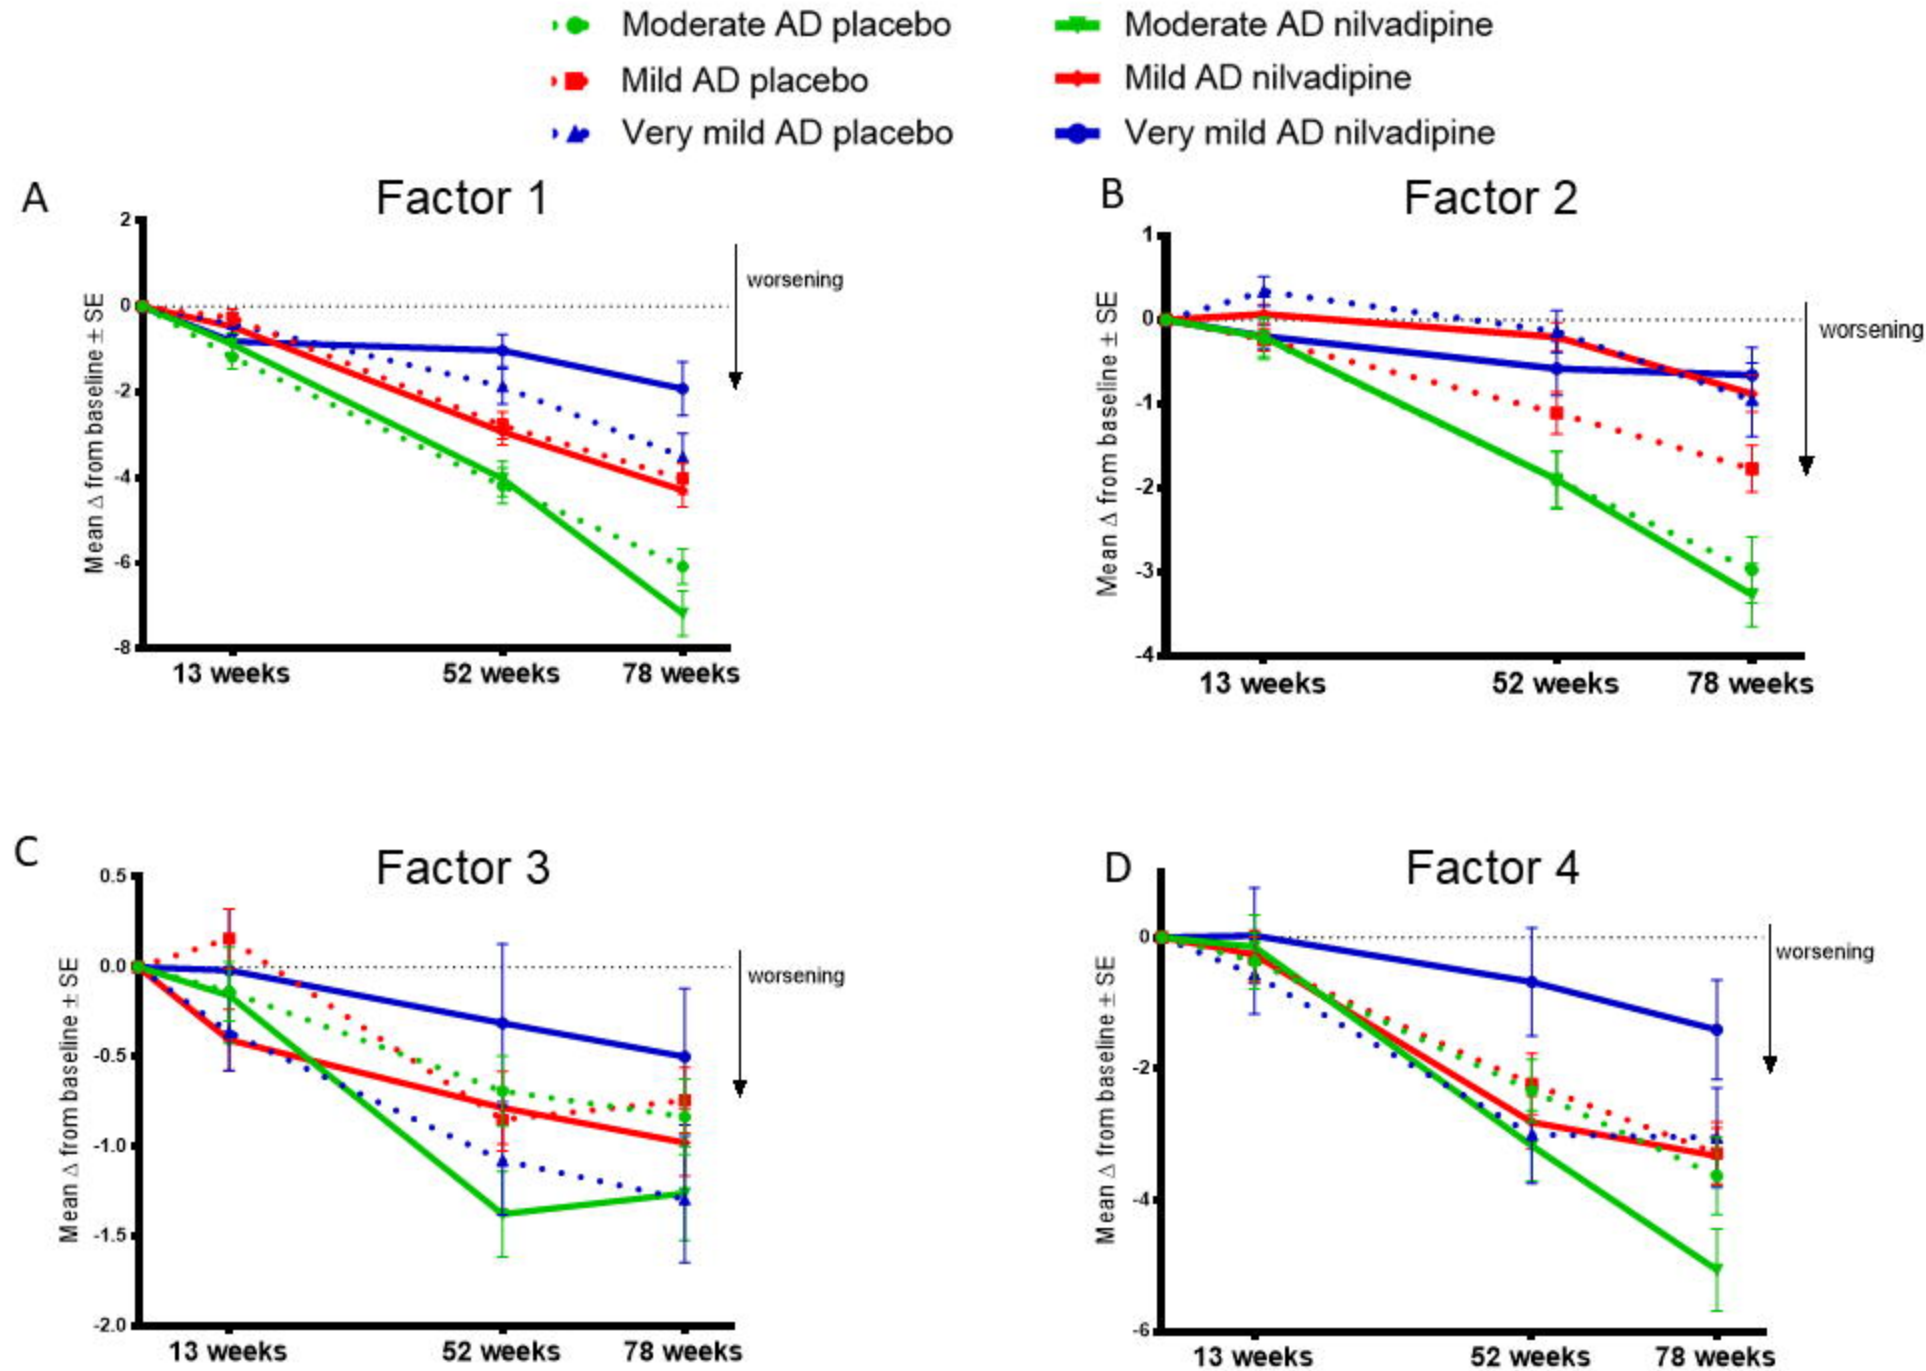 Moderate AD placebo
Mild AD placebo
Very mild AD placebo
Moderate AD nilvadipine
Mild AD nilvadipine
Very mild AD nilvadipine
A
Factor 1
Mean Δ from baseline ± SE
2
0
-2
-4
-6
-8
13 weeks 52 weeks 78 weeks
worsening
B
Factor 2
Mean Δ from baseline ± SE
1
0
-1
-2
-3
-4
13 weeks 52 weeks 78 weeks
worsening
C
Factor 3
Mean Δ from baseline ± SE
0.5
0.0
-0.5
-1.0
-1.5
-2.0
13 weeks 52 weeks 78 weeks
worsening
D
Factor 4
Mean Δ from baseline ± SE
0
-2
-4
-6
13 weeks 52 weeks 78 weeks
worsening